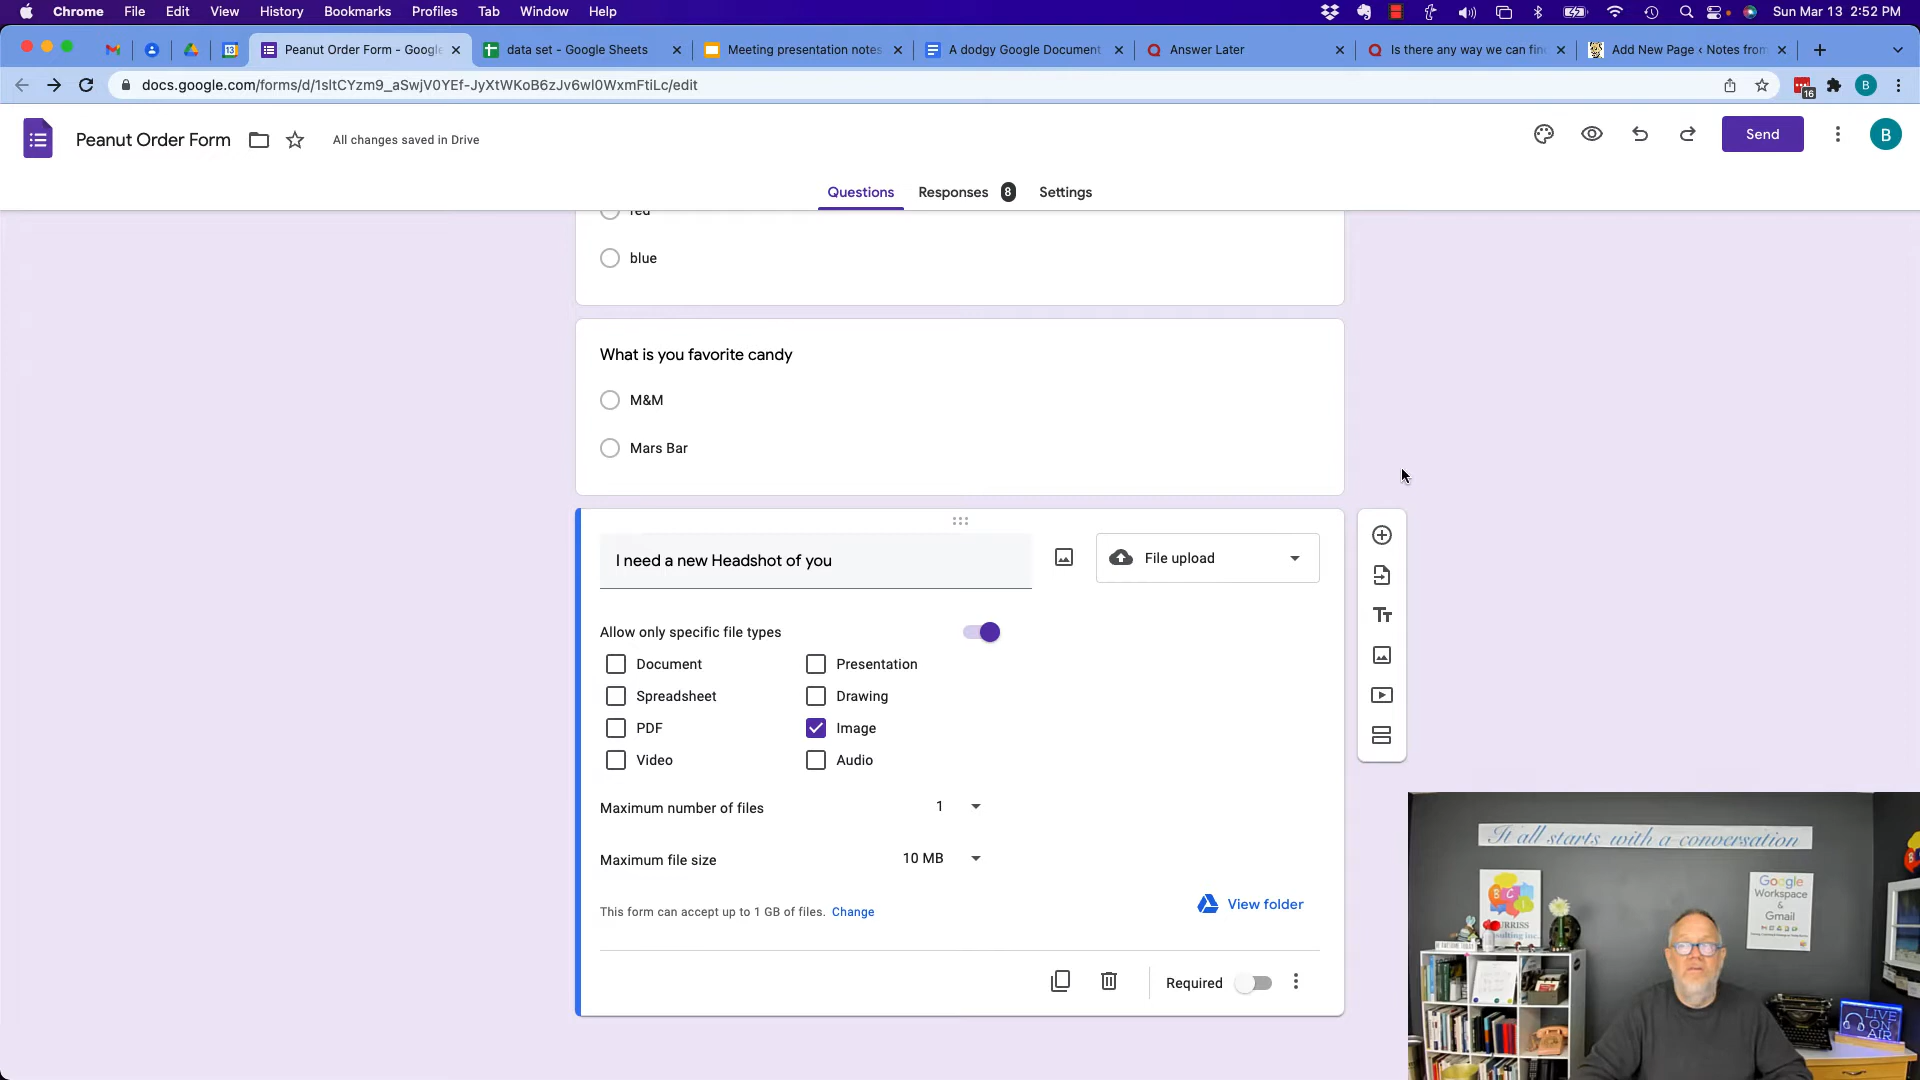 Chrome File Edit View History Bookmarks Profiles Tab Window Help Sun Mar 13 2:52 PM
Peanut Order Form - Google data set - Google Sheets Meeting presentation notes A dodgy Google Document Answer Later Is there any way we can find Add New Page ‹ Notes from
docs.google.com/forms/d/1sltCYzm9_aSwjV0YEf-JyXtWKoB6zJv6wI0WxmFtiLc/edit
16
B
Peanut Order Form
All changes saved in Drive
Send
B
Questions Responses 8 Settings
red
blue
What is you favorite candy
M&M
Mars Bar
I need a new Headshot of you
File upload
Allow only specific file types
Document Presentation
Spreadsheet Drawing
PDF Image
Video Audio
Maximum number of files 1
Maximum file size 10 MB
This form can accept up to 1 GB of files. Change
View folder
Required
It all starts with a conversation
BCI
Google
Workspace
&
Gmail
LIVE
ON
AIR